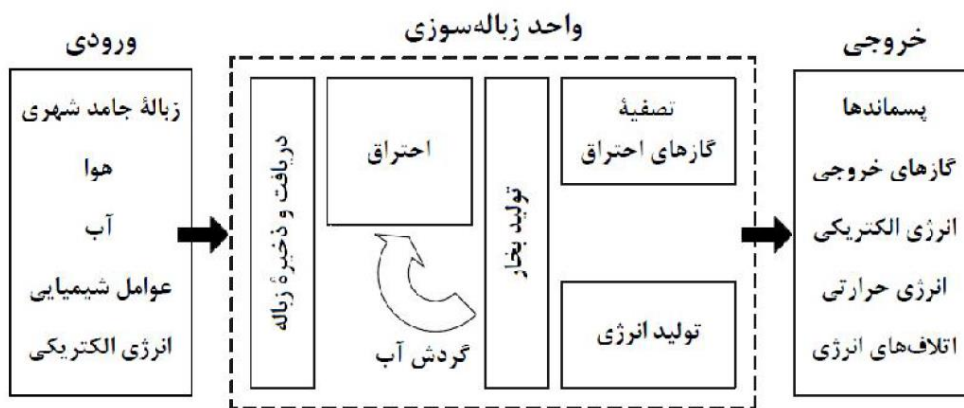 واحد زباله‌سوزی
ورودی
زبالهٔ جامد شهری
هوا
آب
عوامل شیمیایی
انرژی الکتریکی
دریافت و ذخیرهٔ زباله
احتراق
گردش آب
تولید بخار
تصفیهٔ
گازهای احتراق
تولید انرژی
خروجی
پسماندها
گازهای خروجی
انرژی الکتریکی
انرژی حرارتی
اتلاف‌های انرژی